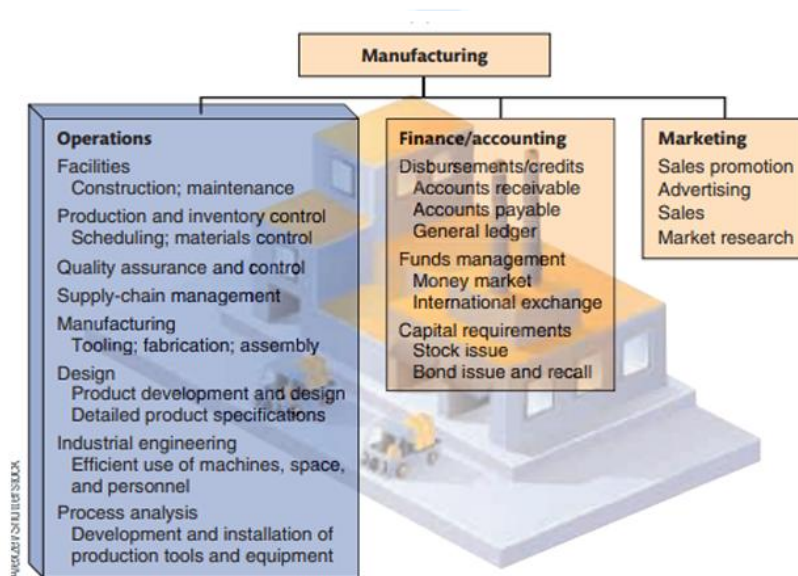 Manufacturing
Operations
Facilities
Construction; maintenance
Production and inventory control
Scheduling; materials control
Quality assurance and control
Supply-chain management
Manufacturing
Tooling; fabrication; assembly
Design
Product development and design
Detailed product specifications
Industrial engineering
Efficient use of machines, space,
and personnel
Process analysis
Development and installation of
production tools and equipment
Finance/accounting
Disbursements/credits
Accounts receivable
Accounts payable
General ledger
Funds management
Money market
International exchange
Capital requirements
Stock issue
Bond issue and recall
Marketing
Sales promotion
Advertising
Sales
Market research